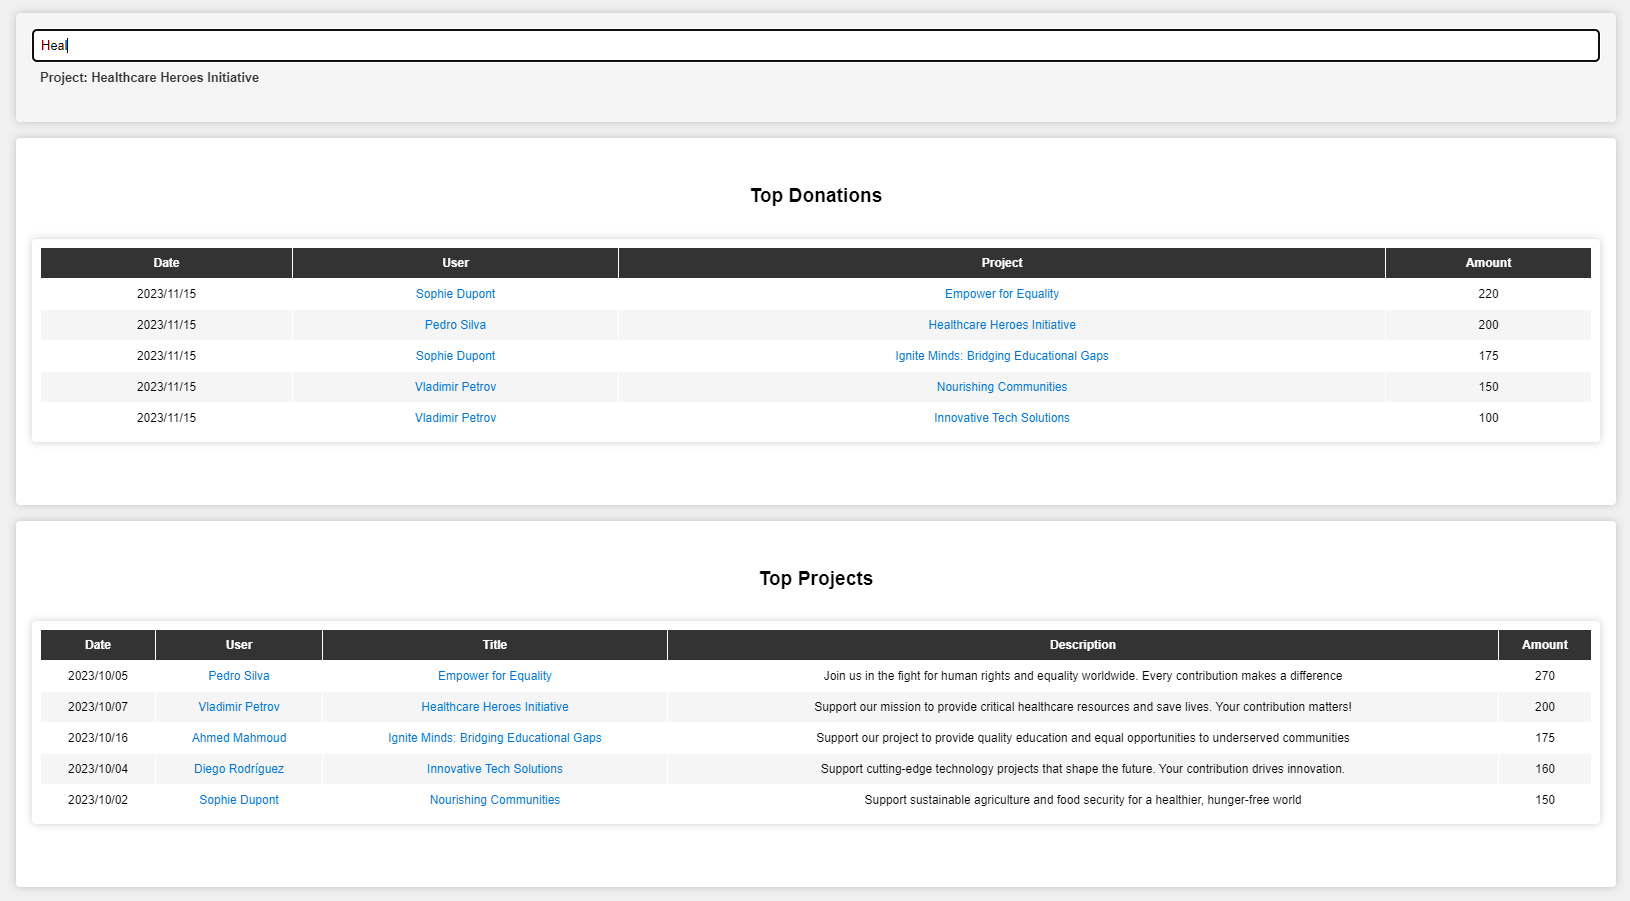 Heal
Project: Healthcare Heroes Initiative
Top Donations
Date User Project Amount
2023/11/15 Sophie Dupont Empower for Equality 220
2023/11/15 Pedro Silva Healthcare Heroes Initiative 200
2023/11/15 Sophie Dupont Ignite Minds: Bridging Educational Gaps 175
2023/11/15 Vladimir Petrov Nourishing Communities 150
2023/11/15 Vladimir Petrov Innovative Tech Solutions 100
Top Projects
Date User Title Description Amount
2023/10/05 Pedro Silva Empower for Equality Join us in the fight for human rights and equality worldwide. Every contribution makes a difference 270
2023/10/07 Vladimir Petrov Healthcare Heroes Initiative Support our mission to provide critical healthcare resources and save lives. Your contribution matters! 200
2023/10/16 Ahmed Mahmoud Ignite Minds: Bridging Educational Gaps Support our project to provide quality education and equal opportunities to underserved communities 175
2023/10/04 Diego Rodríguez Innovative Tech Solutions Support cutting-edge technology projects that shape the future. Your contribution drives innovation. 160
2023/10/02 Sophie Dupont Nourishing Communities Support sustainable agriculture and food security for a healthier, hunger-free world 150